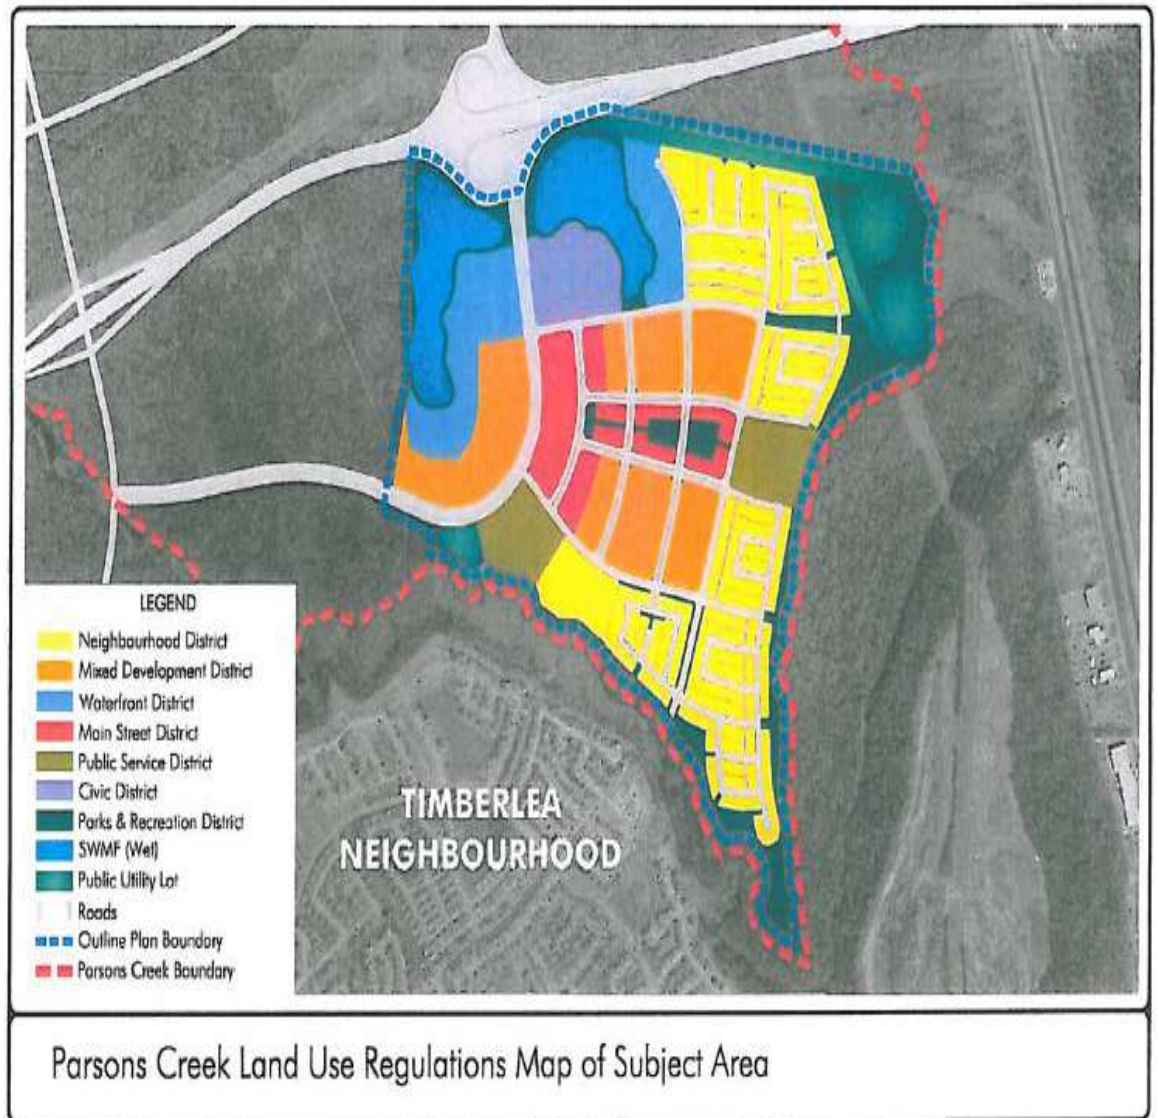 TIMBERLEA
NEIGHBOURHOOD
LEGEND
Neighbourhood District
Mixed Development District
Waterfront District
Main Street District
Public Service District
Civic District
Parks & Recreation District
SWMF (Wet)
Public Utility Lot
Roads
Outline Plan Boundary
Parsons Creek Boundary
Parsons Creek Land Use Regulations Map of Subject Area